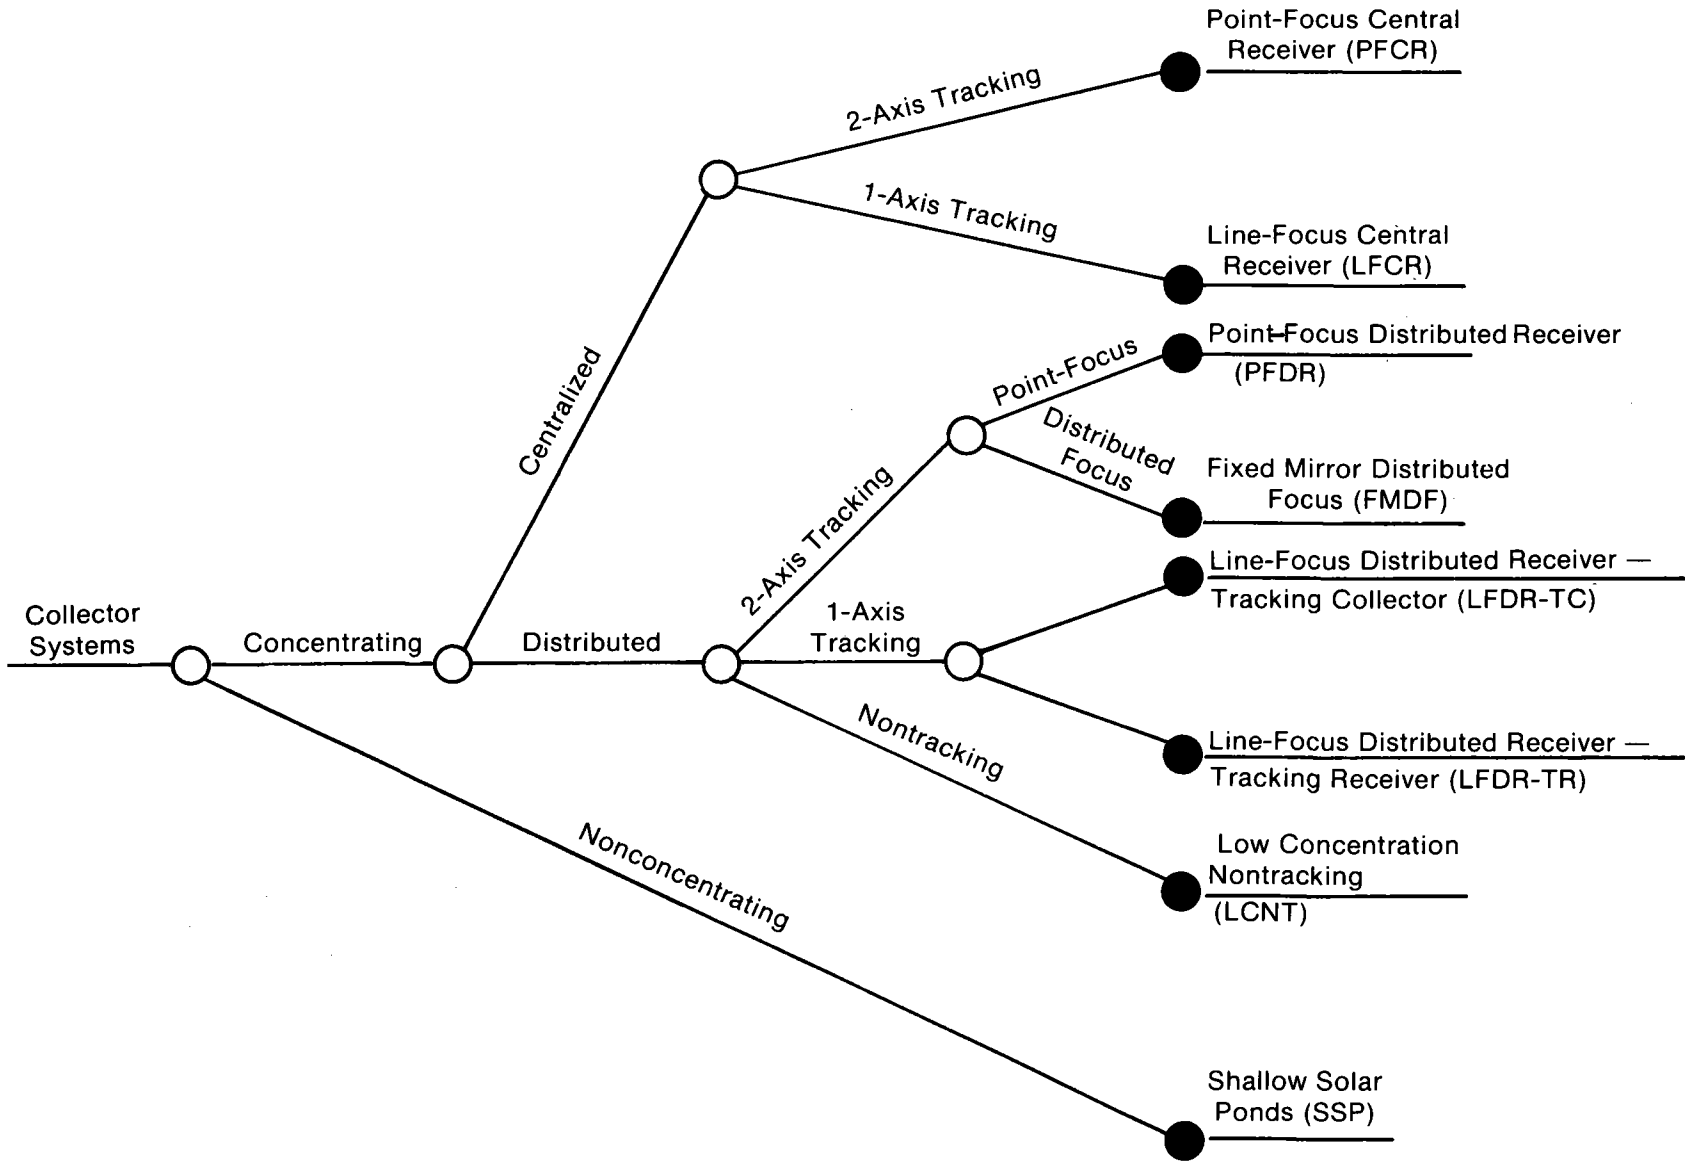 Point-Focus Central
Receiver (PFCR)
2-Axis Tracking
1-Axis Tracking
Line-Focus Central
Receiver (LFCR)
Centralized
Point-Focus Distributed Receiver
(PFDR)
Point-Focus
Distributed
Focus
Fixed Mirror Distributed
Focus (FMDF)
2-Axis Tracking
Line-Focus Distributed Receiver —
Tracking Collector (LFDR-TC)
Collector
Systems
Concentrating
Distributed
1-Axis
Tracking
Nontracking
Line-Focus Distributed Receiver —
Tracking Receiver (LFDR-TR)
Low Concentration
Nontracking
(LCNT)
Nonconcentrating
Shallow Solar
Ponds (SSP)